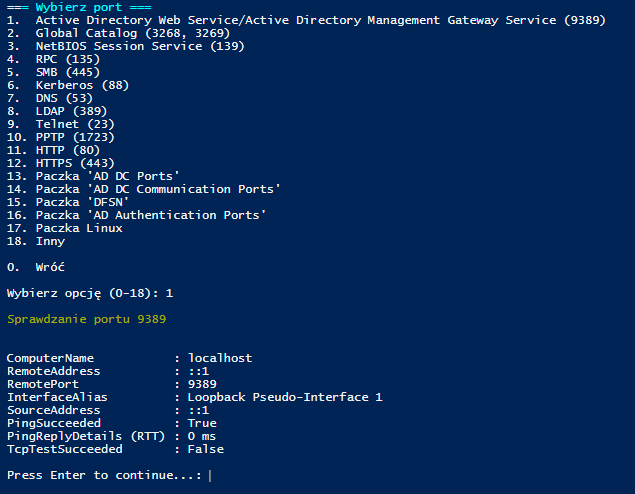 === Wybierz port ===
1. Active Directory Web Service/Active Directory Management Gateway Service (9389)
2. Global Catalog (3268, 3269)
3. NetBIOS Session Service (139)
4. RPC (135)
5. SMB (445)
6. Kerberos (88)
7. DNS (53)
8. LDAP (389)
9. Telnet (23)
10. PPTP (1723)
11. HTTP (80)
12. HTTPS (443)
13. Paczka 'AD DC Ports'
14. Paczka 'AD DC Communication Ports'
15. Paczka 'DFSN'
16. Paczka 'AD Authentication Ports'
17. Paczka Linux
18. Inny
0. Wróć
Wybierz opcję (0-18): 1
Sprawdzanie portu 9389
ComputerName : localhost
RemoteAddress : ::1
RemotePort : 9389
InterfaceAlias : Loopback Pseudo-Interface 1
SourceAddress : ::1
PingSucceeded : True
PingReplyDetails (RTT) : 0 ms
TcpTestSucceeded : False
Press Enter to continue...: